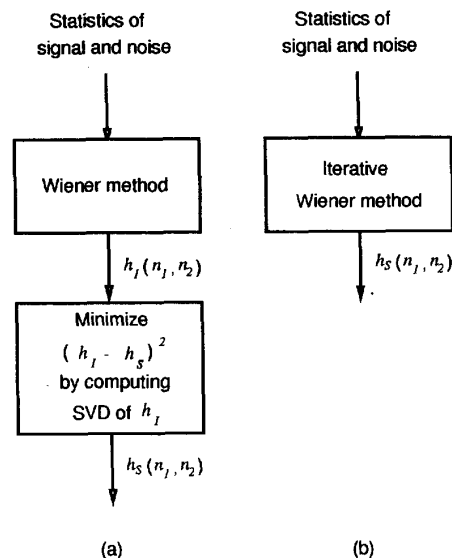 Statistics of
signal and noise
Wiener method
h_I(n_1, n_2)
Minimize
(h_I - h_S)^2
by computing
SVD of h_I
h_S(n_1, n_2)
(a)
Statistics of
signal and noise
Iterative
Wiener method
h_S(n_1, n_2)
(b)